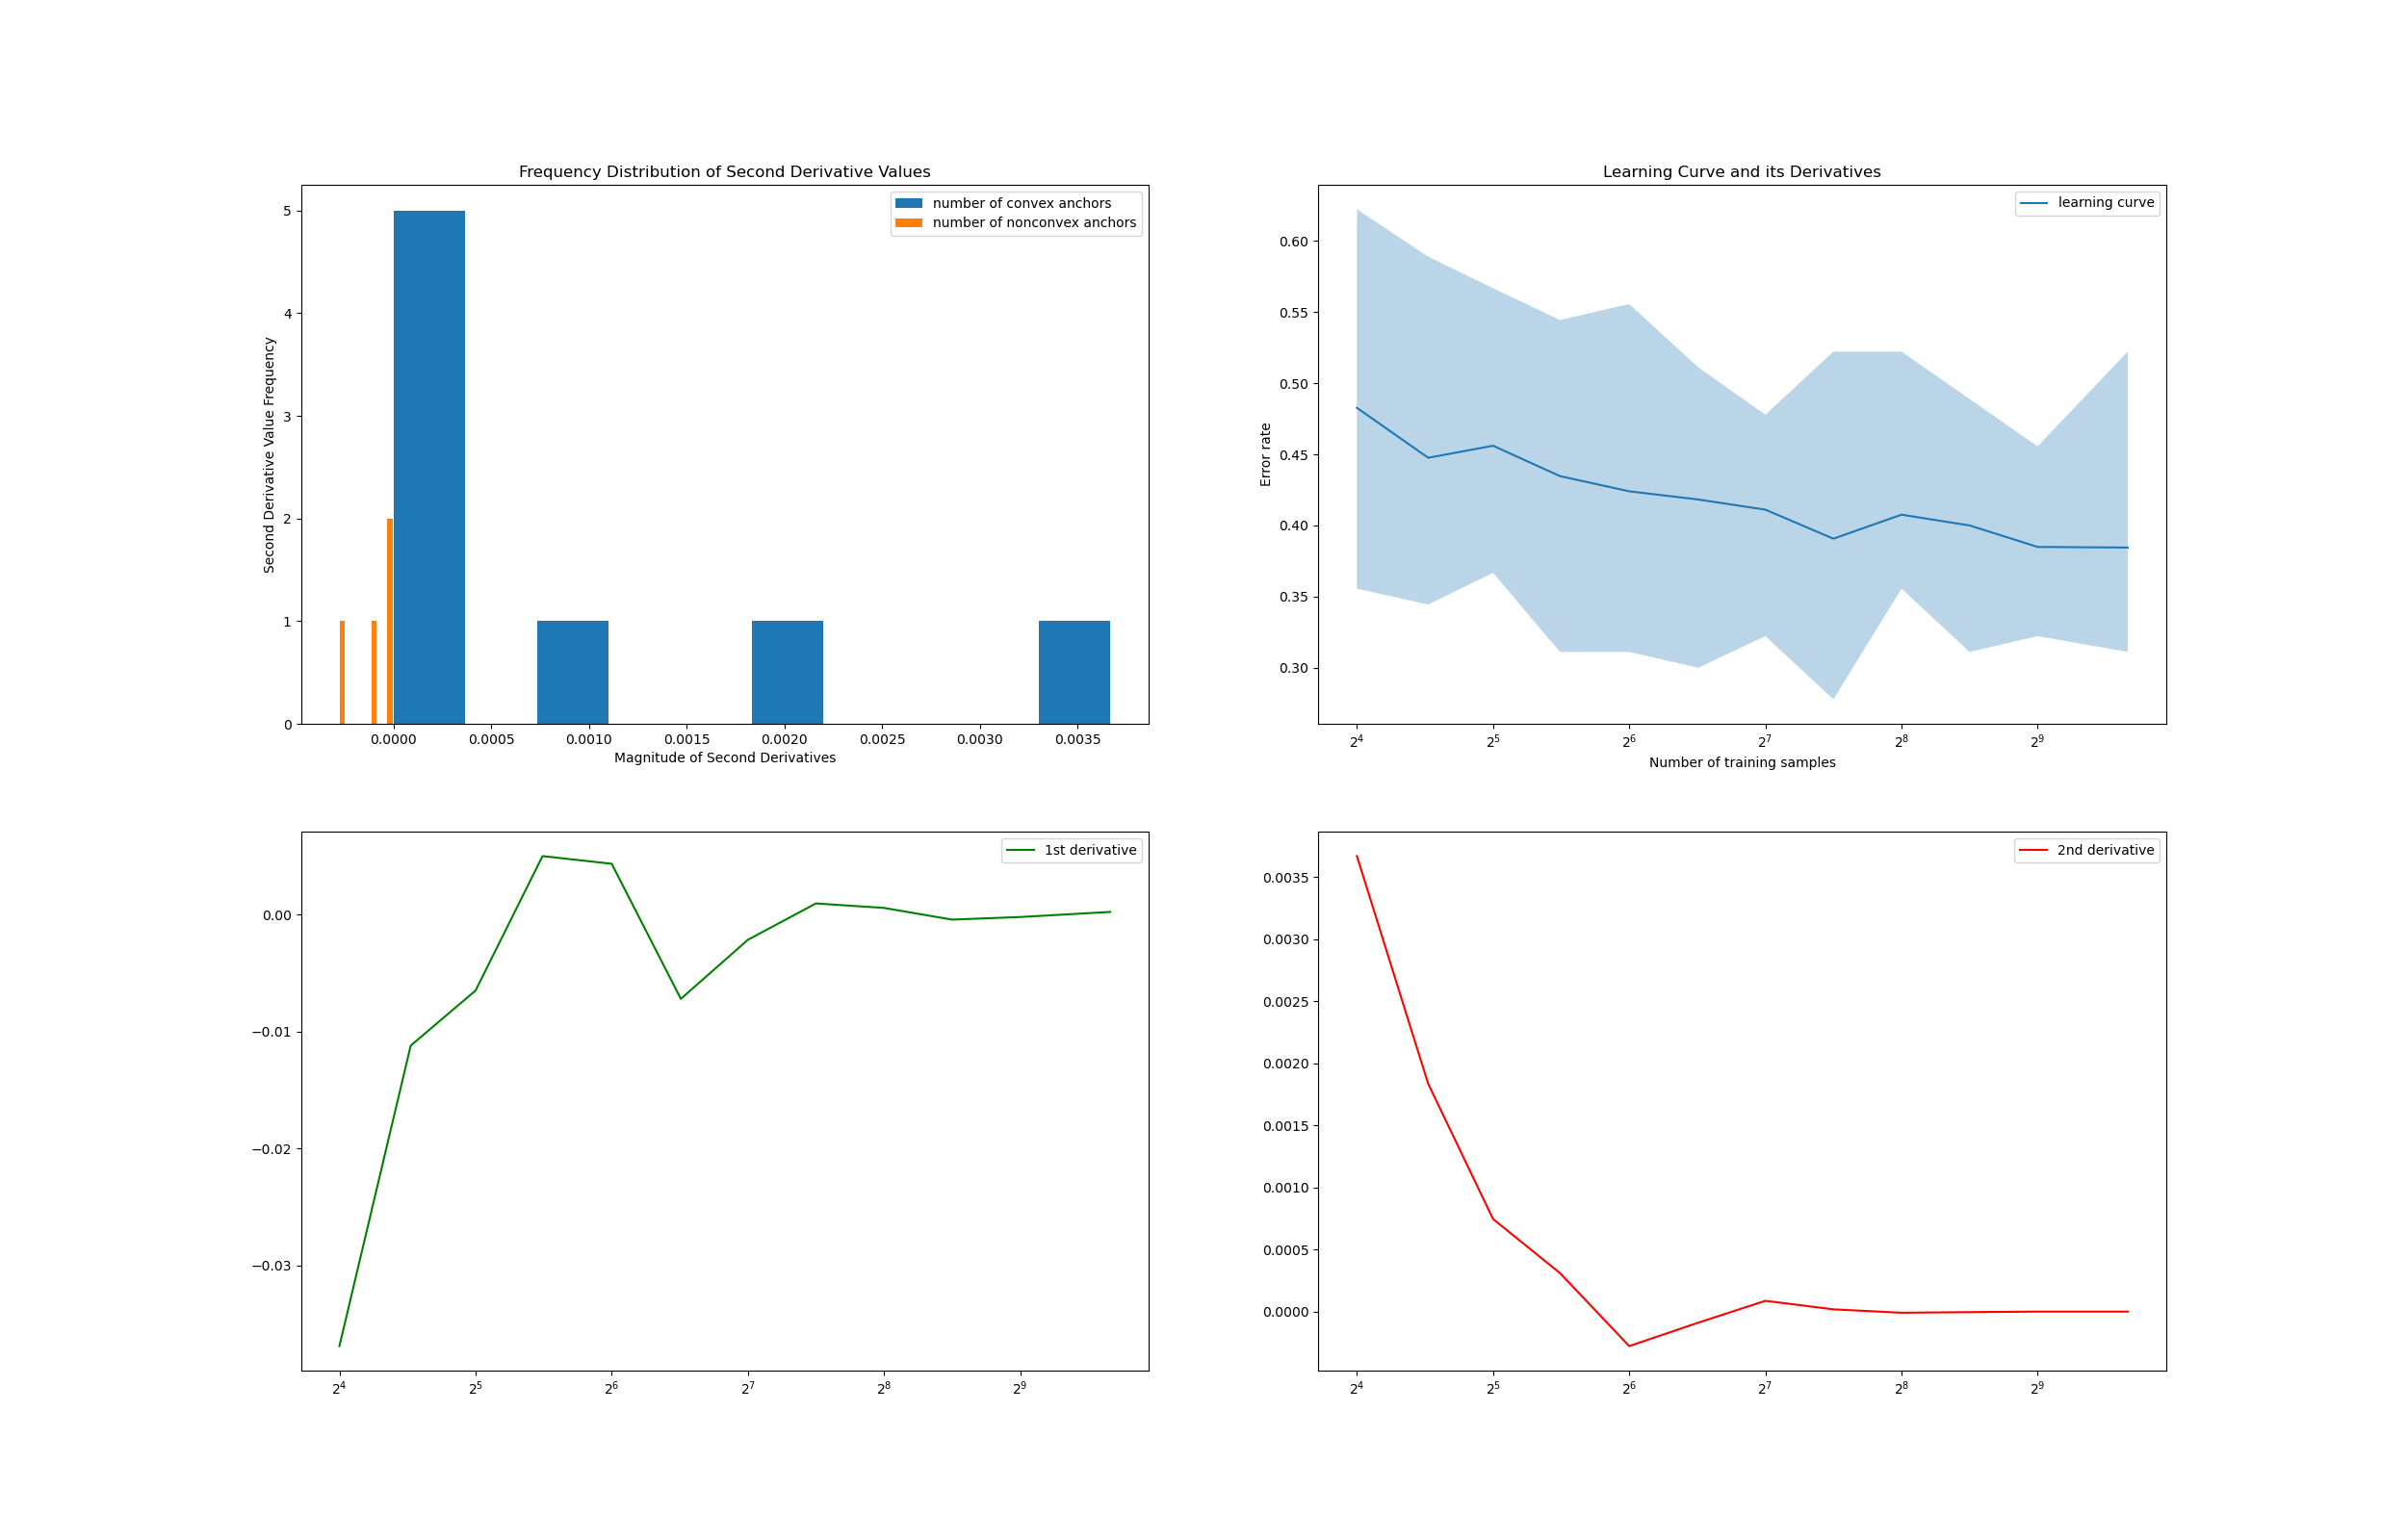 Frequency Distribution of Second Derivative Values
number of convex anchors
number of nonconvex anchors
Second Derivative Value Frequency
5
4
3
2
1
0
0.0000 0.0005 0.0010 0.0015 0.0020 0.0025 0.0030 0.0035
Magnitude of Second Derivatives
Learning Curve and its Derivatives
learning curve
Error rate
0.60
0.55
0.50
0.45
0.40
0.35
0.30
2⁴ 2⁵ 2⁶ 2⁷ 2⁸ 2⁹
Number of training samples
1st derivative
0.00
−0.01
−0.02
−0.03
2⁴ 2⁵ 2⁶ 2⁷ 2⁸ 2⁹
2nd derivative
0.0035
0.0030
0.0025
0.0020
0.0015
0.0010
0.0005
0.0000
2⁴ 2⁵ 2⁶ 2⁷ 2⁸ 2⁹